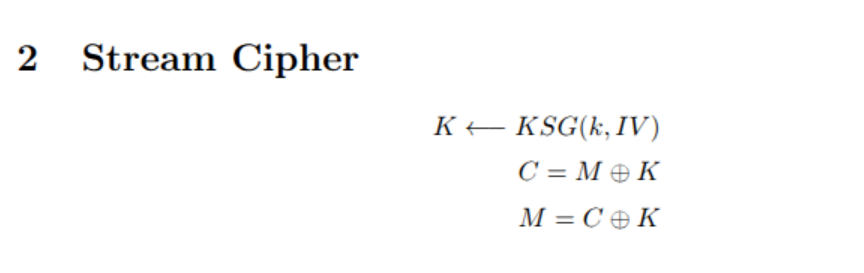 2 Stream Cipher
K ⟵ KSG(k, IV)
C = M ⊕ K
M = C ⊕ K